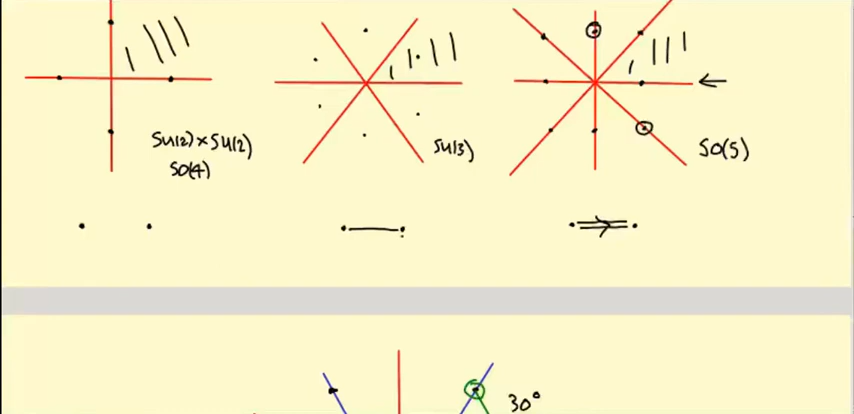 SU(2) × SU(2)
SO(4)
SU(3)
SO(5)
30°